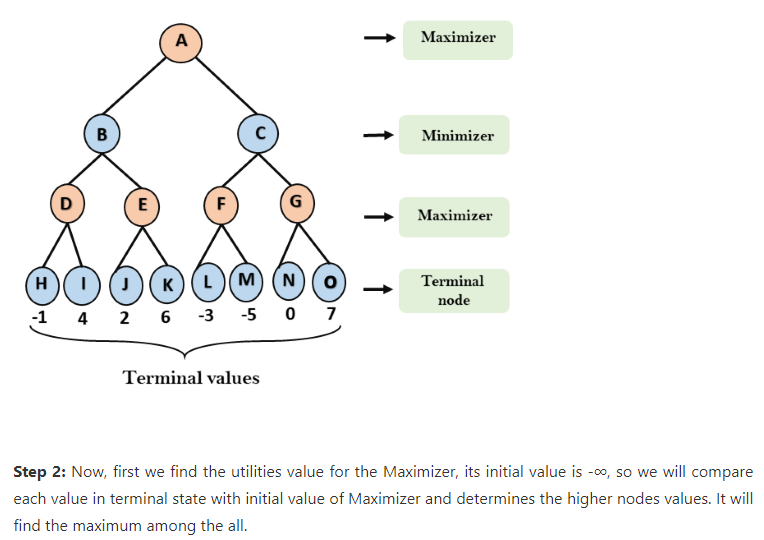 A
Maximizer
B
C
Minimizer
D
E
F
G
Maximizer
H
I
J
K
L
M
N
O
Terminal
node
-1
4
2
6
-3
-5
0
7
Terminal values
Step 2: Now, first we find the utilities value for the Maximizer, its initial value is -∞, so we will compare
each value in terminal state with initial value of Maximizer and determines the higher nodes values. It will
find the maximum among the all.